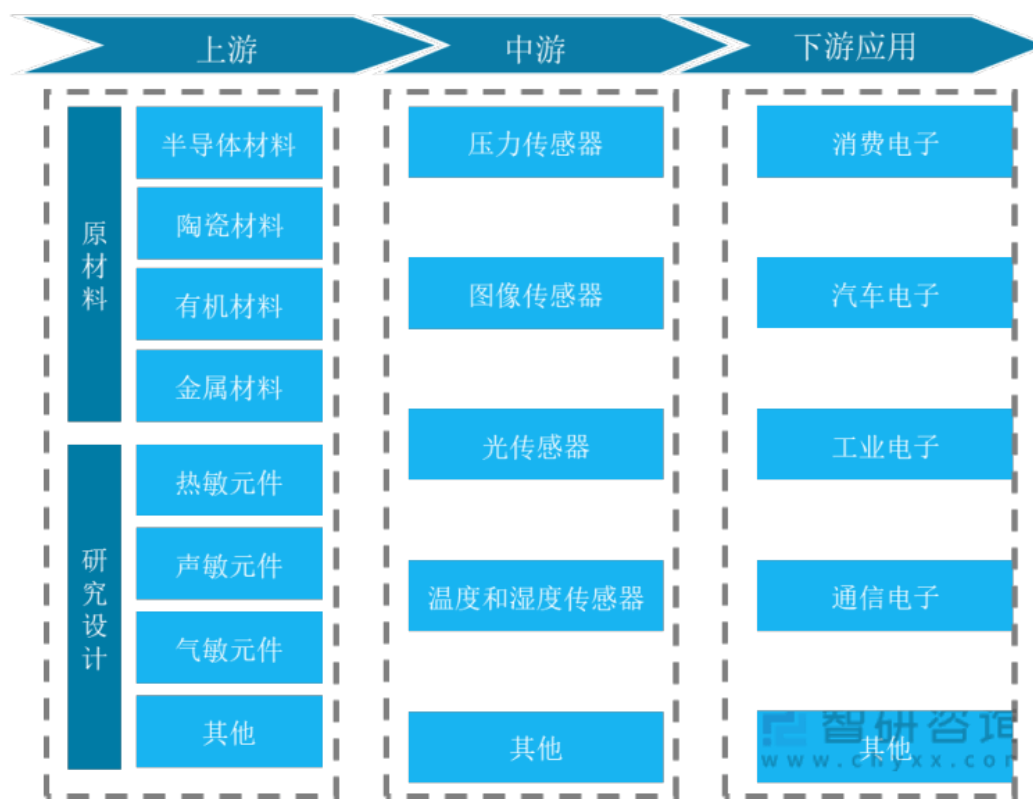 上游
中游
下游应用
原材料
半导体材料
陶瓷材料
有机材料
金属材料
研究设计
热敏元件
声敏元件
气敏元件
其他
压力传感器
图像传感器
光传感器
温度和湿度传感器
其他
消费电子
汽车电子
工业电子
通信电子
其他
智研咨询
www.chyxx.com